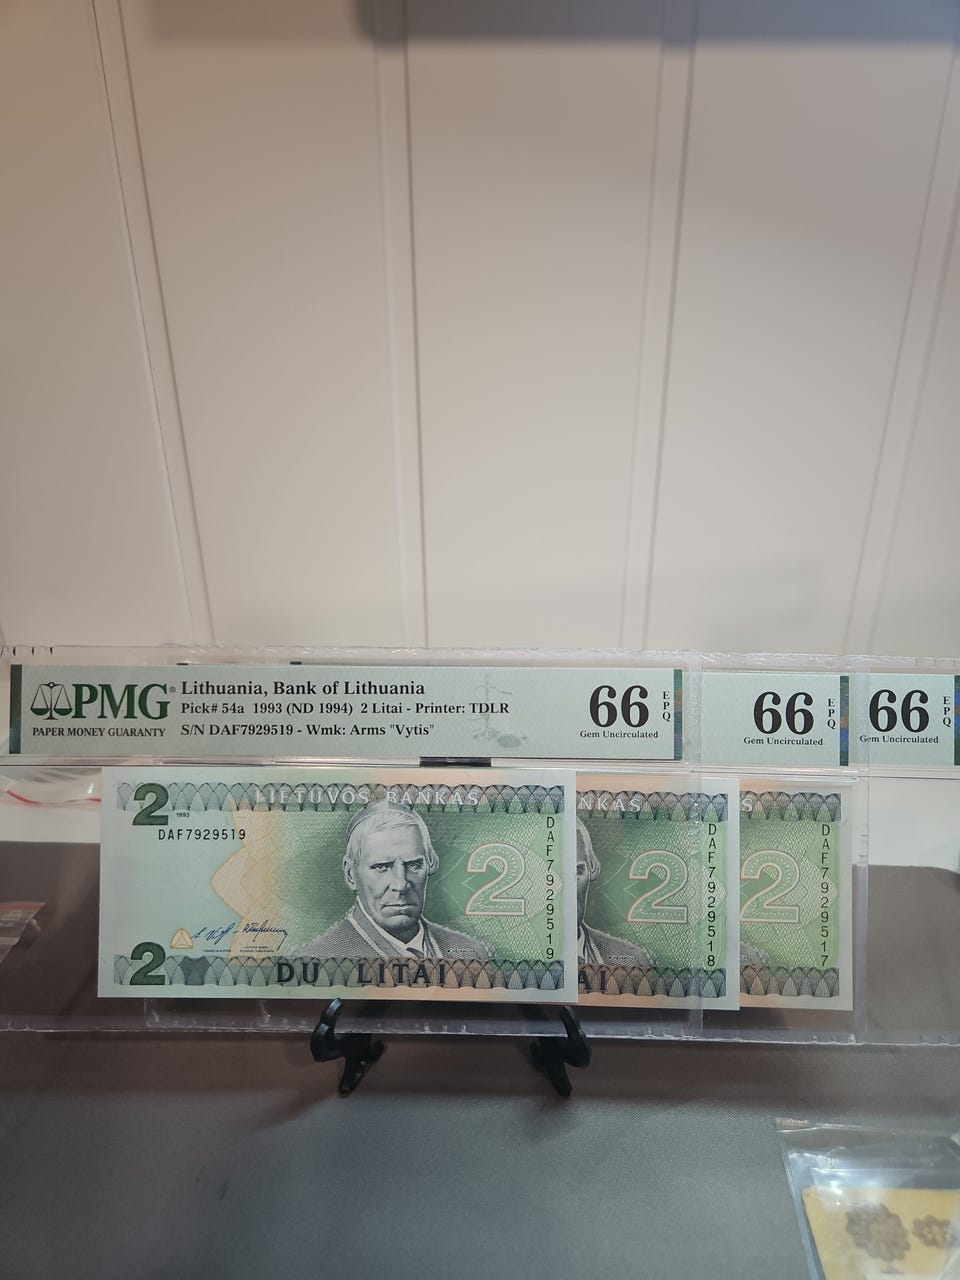 PMG®
PAPER MONEY GUARANTY
Lithuania, Bank of Lithuania
Pick# 54a 1993 (ND 1994) 2 Litai - Printer: TDLR
S/N DAF7929519 - Wmk: Arms "Vytis"
66
Gem Uncirculated
EPQ
66
Gem Uncirculated
EPQ
66
Gem Uncirculated
EPQ
2
1993
DAF7929519
LIETUVOS BANKAS
2
DAF7929519
2
DU LITAI
NKAS
2
DAF7929518
AI
S
2
DAF7929517